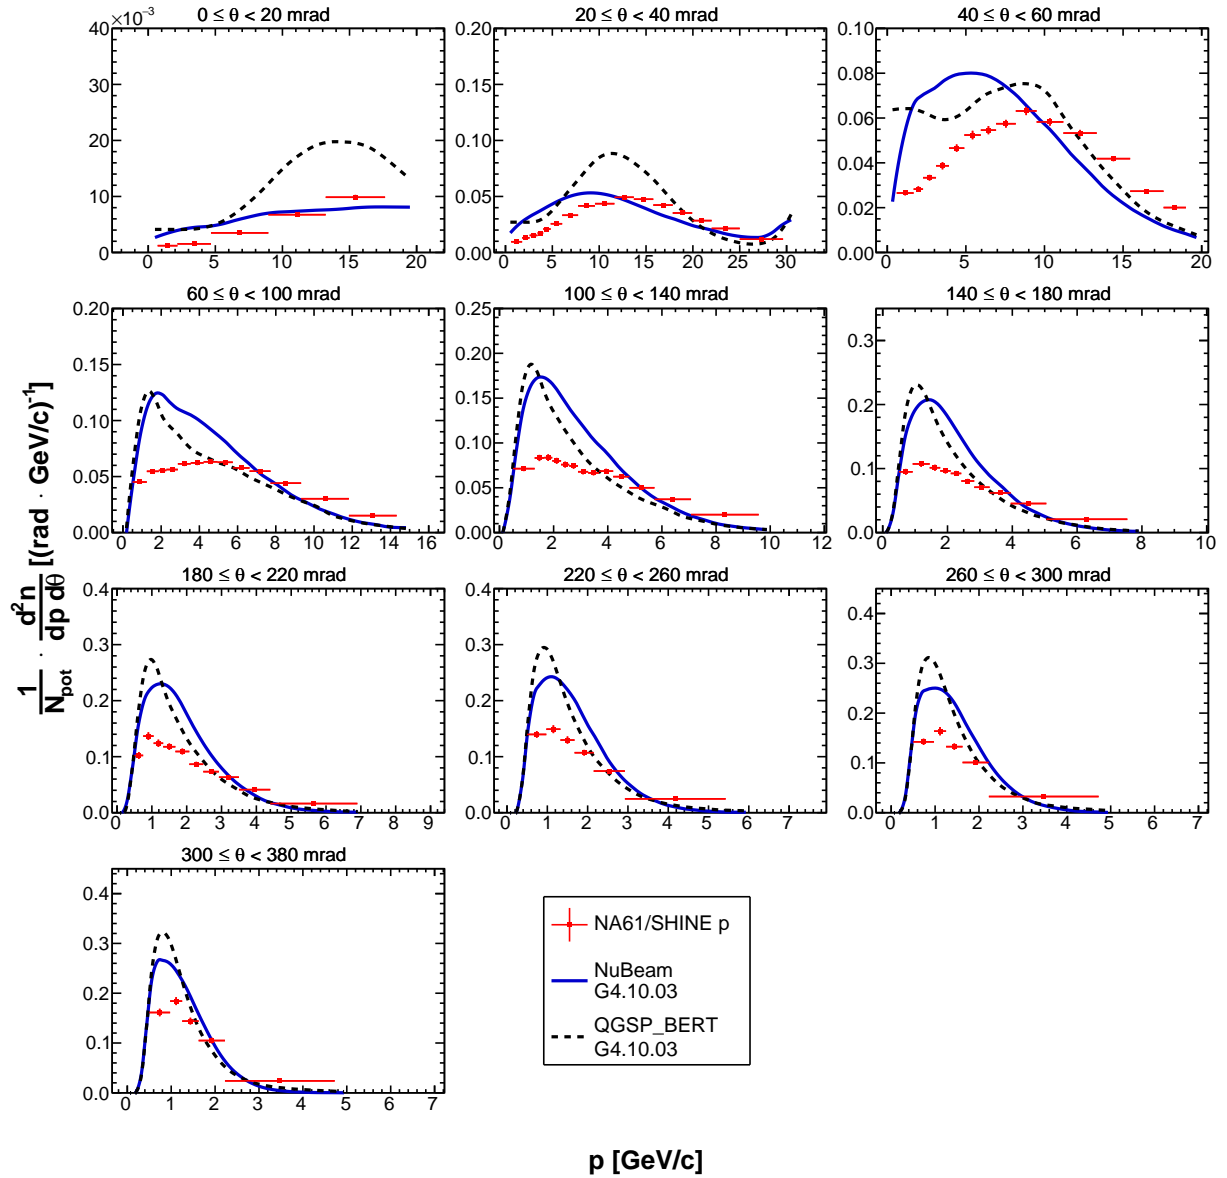 ×10⁻³
0 ≤ θ < 20 mrad
20 ≤ θ < 40 mrad
40 ≤ θ < 60 mrad
40
30
20
10
0
0 5 10 15 20
0.20
0.15
0.10
0.05
0.00
0 5 10 15 20 25 30
0.10
0.08
0.06
0.04
0.02
0.00
0 5 10 15 20
60 ≤ θ < 100 mrad
100 ≤ θ < 140 mrad
140 ≤ θ < 180 mrad
0.20
0.15
0.10
0.05
0.00
0 2 4 6 8 10 12 14 16
0.25
0.20
0.15
0.10
0.05
0.00
0 2 4 6 8 10 12
0.3
0.2
0.1
0.0
0 2 4 6 8 10
180 ≤ θ < 220 mrad
220 ≤ θ < 260 mrad
260 ≤ θ < 300 mrad
0.4
0.3
0.2
0.1
0.0
0 1 2 3 4 5 6 7 8 9
0.4
0.3
0.2
0.1
0.0
0 1 2 3 4 5 6 7
0.4
0.3
0.2
0.1
0.0
0 1 2 3 4 5 6 7
300 ≤ θ < 380 mrad
0.4
0.3
0.2
0.1
0.0
0 1 2 3 4 5 6 7
NA61/SHINE p
NuBeam
G4.10.03
QGSP_BERT
G4.10.03
1/N_pot · d²n/dp dθ [(rad · GeV/c)⁻¹]
p [GeV/c]